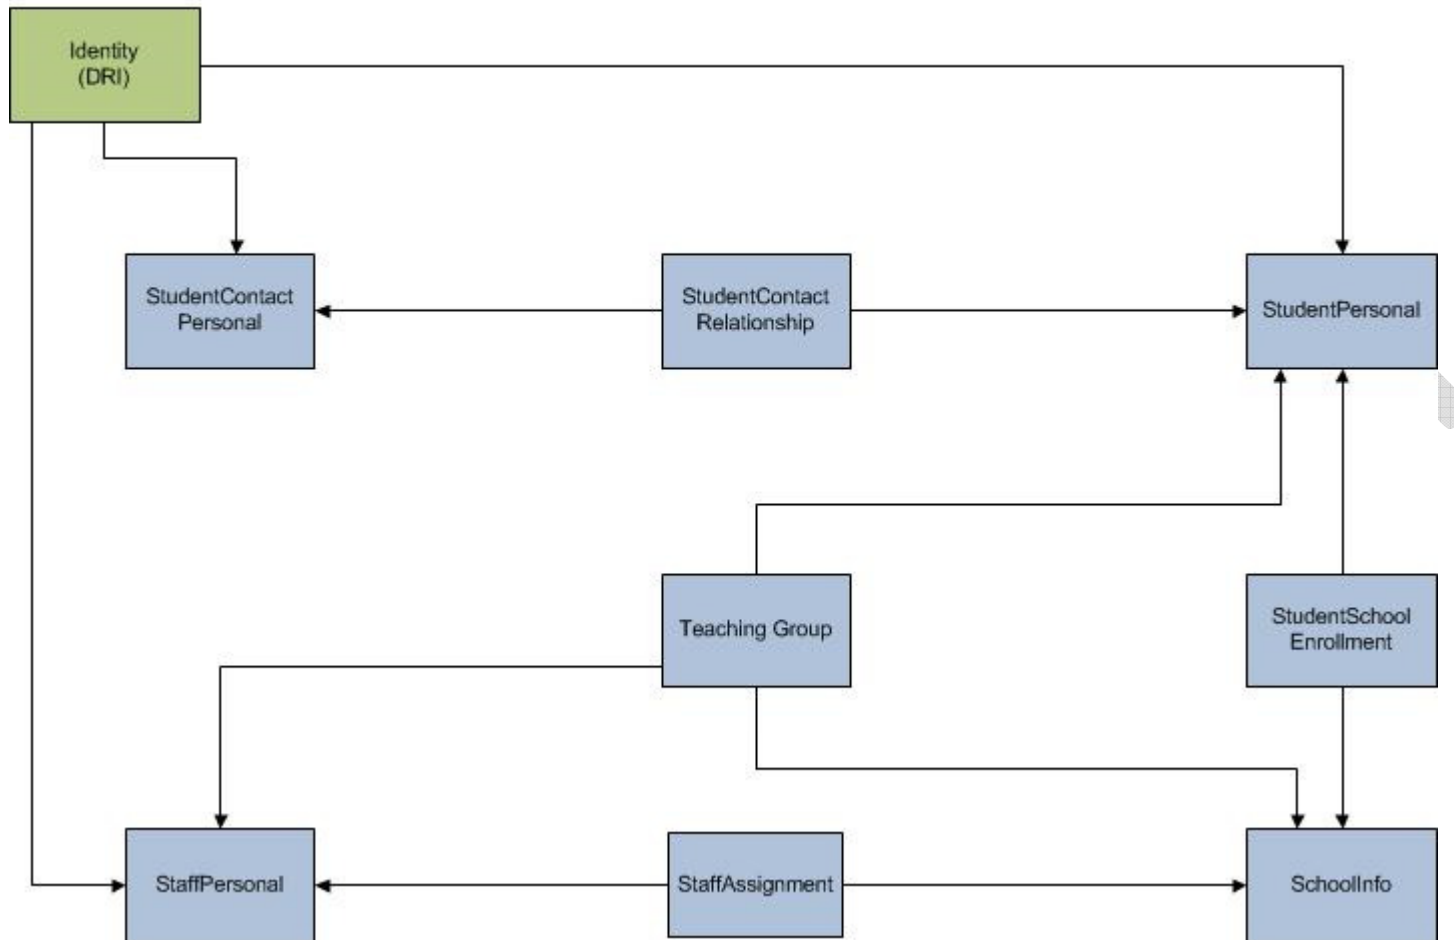 Identity
(DRI)
StudentContact
Personal
StudentContact
Relationship
StudentPersonal
Teaching Group
StudentSchool
Enrollment
StaffPersonal
StaffAssignment
SchoolInfo